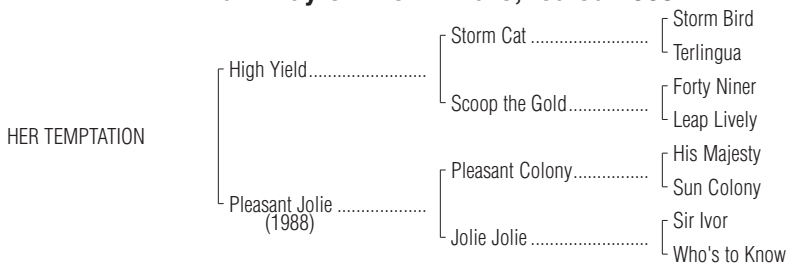 Storm Bird
Storm Cat ....................
Terlingua
High Yield........................
Forty Niner
Scoop the Gold.................
Leap Lively
HER TEMPTATION
His Majesty
Pleasant Colony................
Sun Colony
Pleasant Jolie ...................
(1988)
Sir Ivor
Jolie Jolie .........................
Who's to Know